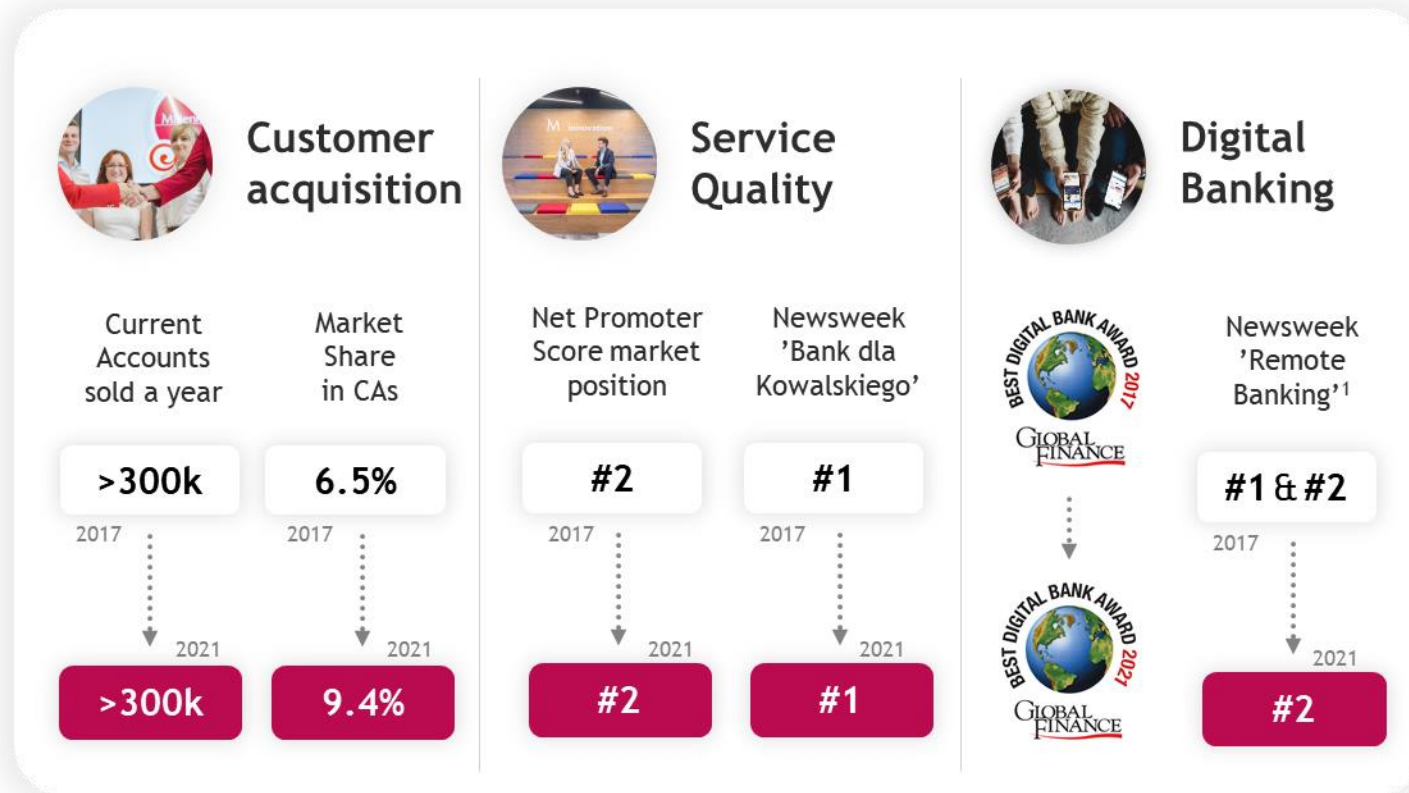 Customer
acquisition
Current
Accounts
sold a year
Market
Share
in CAs
>300k
6.5%
2017
2017
2021
2021
>300k
9.4%
M innovation
Service
Quality
Net Promoter
Score market
position
Newsweek
’Bank dla
Kowalskiego’
#2
#1
2017
2017
2021
2021
#2
#1
Digital
Banking
BEST DIGITAL BANK AWARD 2017
GLOBAL
FINANCE
BEST DIGITAL BANK AWARD 2021
GLOBAL
FINANCE
Newsweek
’Remote
Banking’¹
#1 & #2
2017
2021
#2